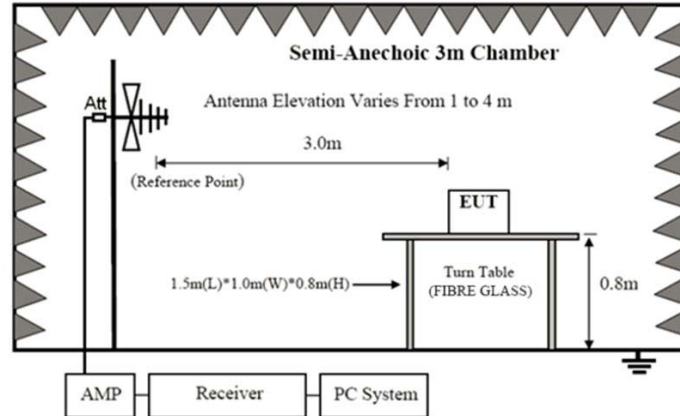 Semi-Anechoic 3m Chamber
Att
Antenna Elevation Varies From 1 to 4 m
3.0m
(Reference Point)
EUT
1.5m(L)*1.0m(W)*0.8m(H)
Turn Table
(FIBRE GLASS)
0.8m
AMP
Receiver
PC System